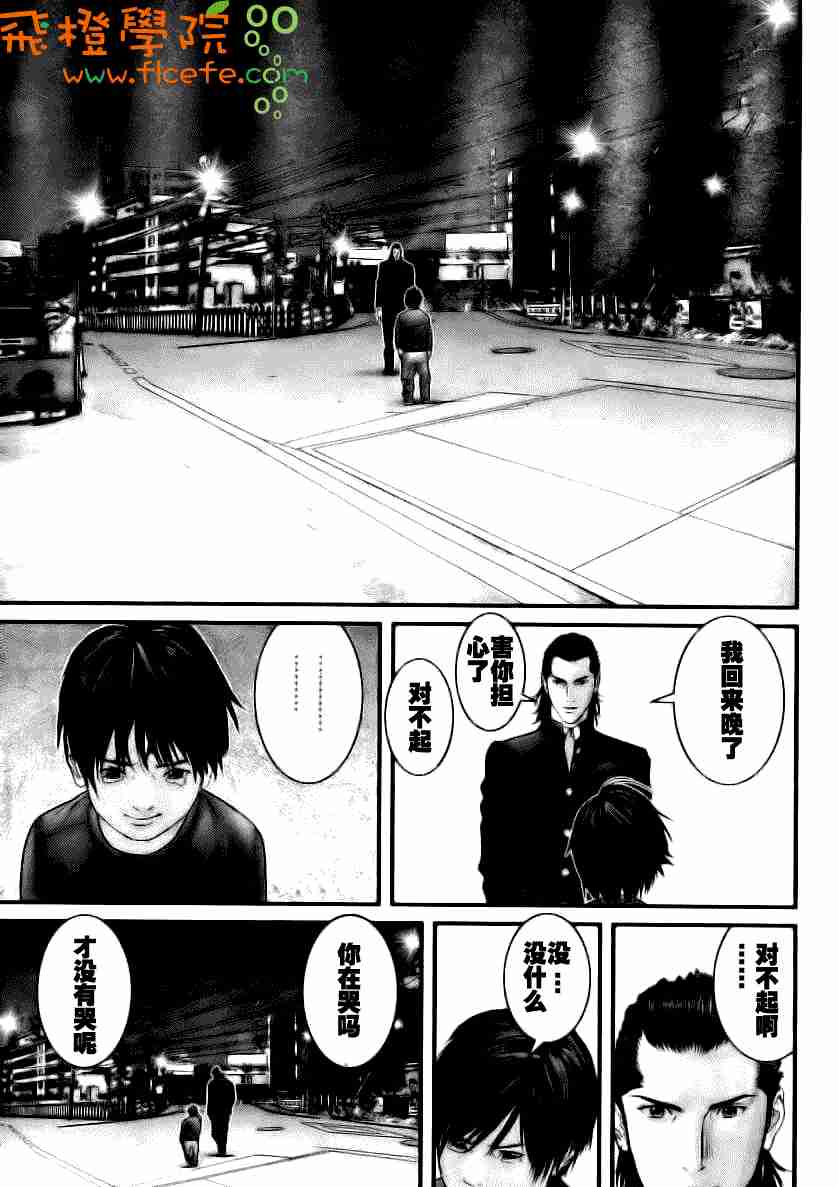 飛橙學院
www.flcefe.com
我回来晚了
害你担
心了
对不起
………
………
对不起啊
……
没…
没什么
你在哭吗
才没有哭呢